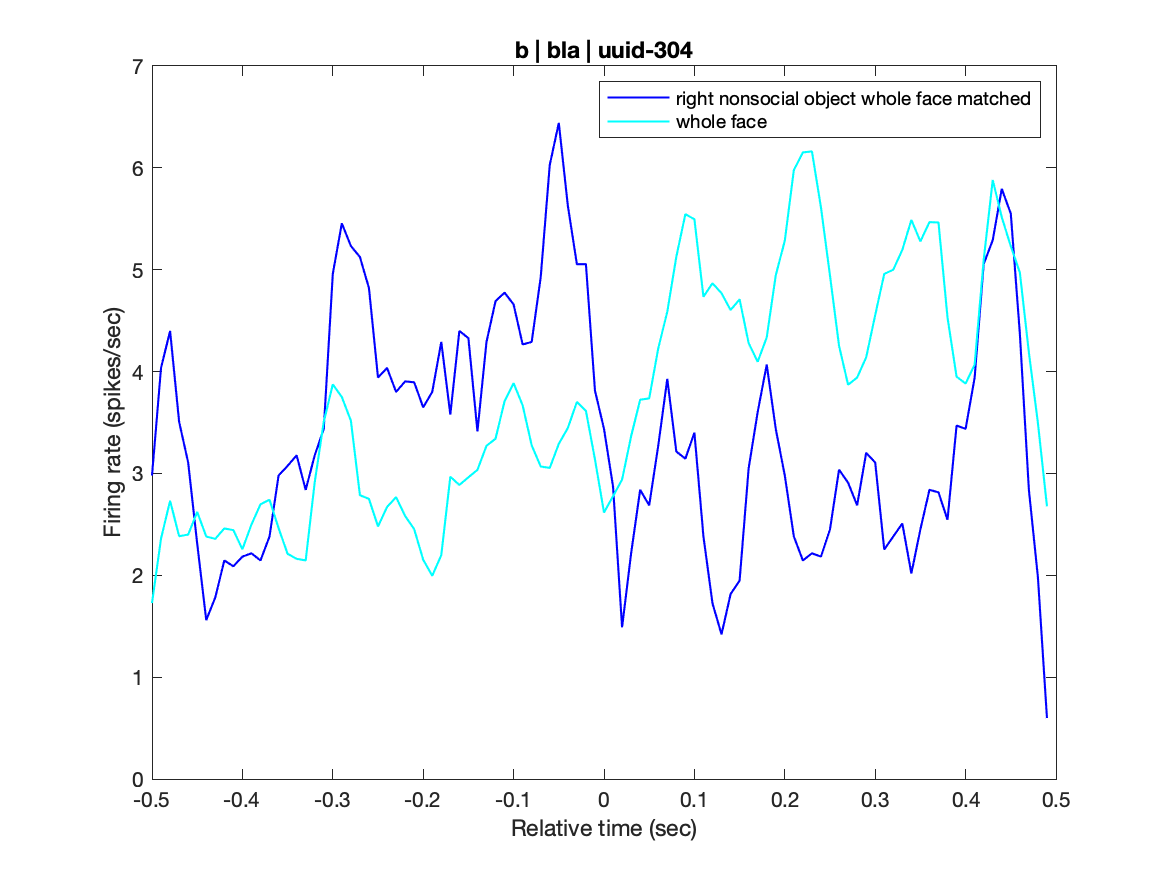 b | bla | uuid-304
right nonsocial object whole face matched
whole face
Firing rate (spikes/sec)
7
6
5
4
3
2
1
0
-0.5 -0.4 -0.3 -0.2 -0.1 0 0.1 0.2 0.3 0.4 0.5
Relative time (sec)